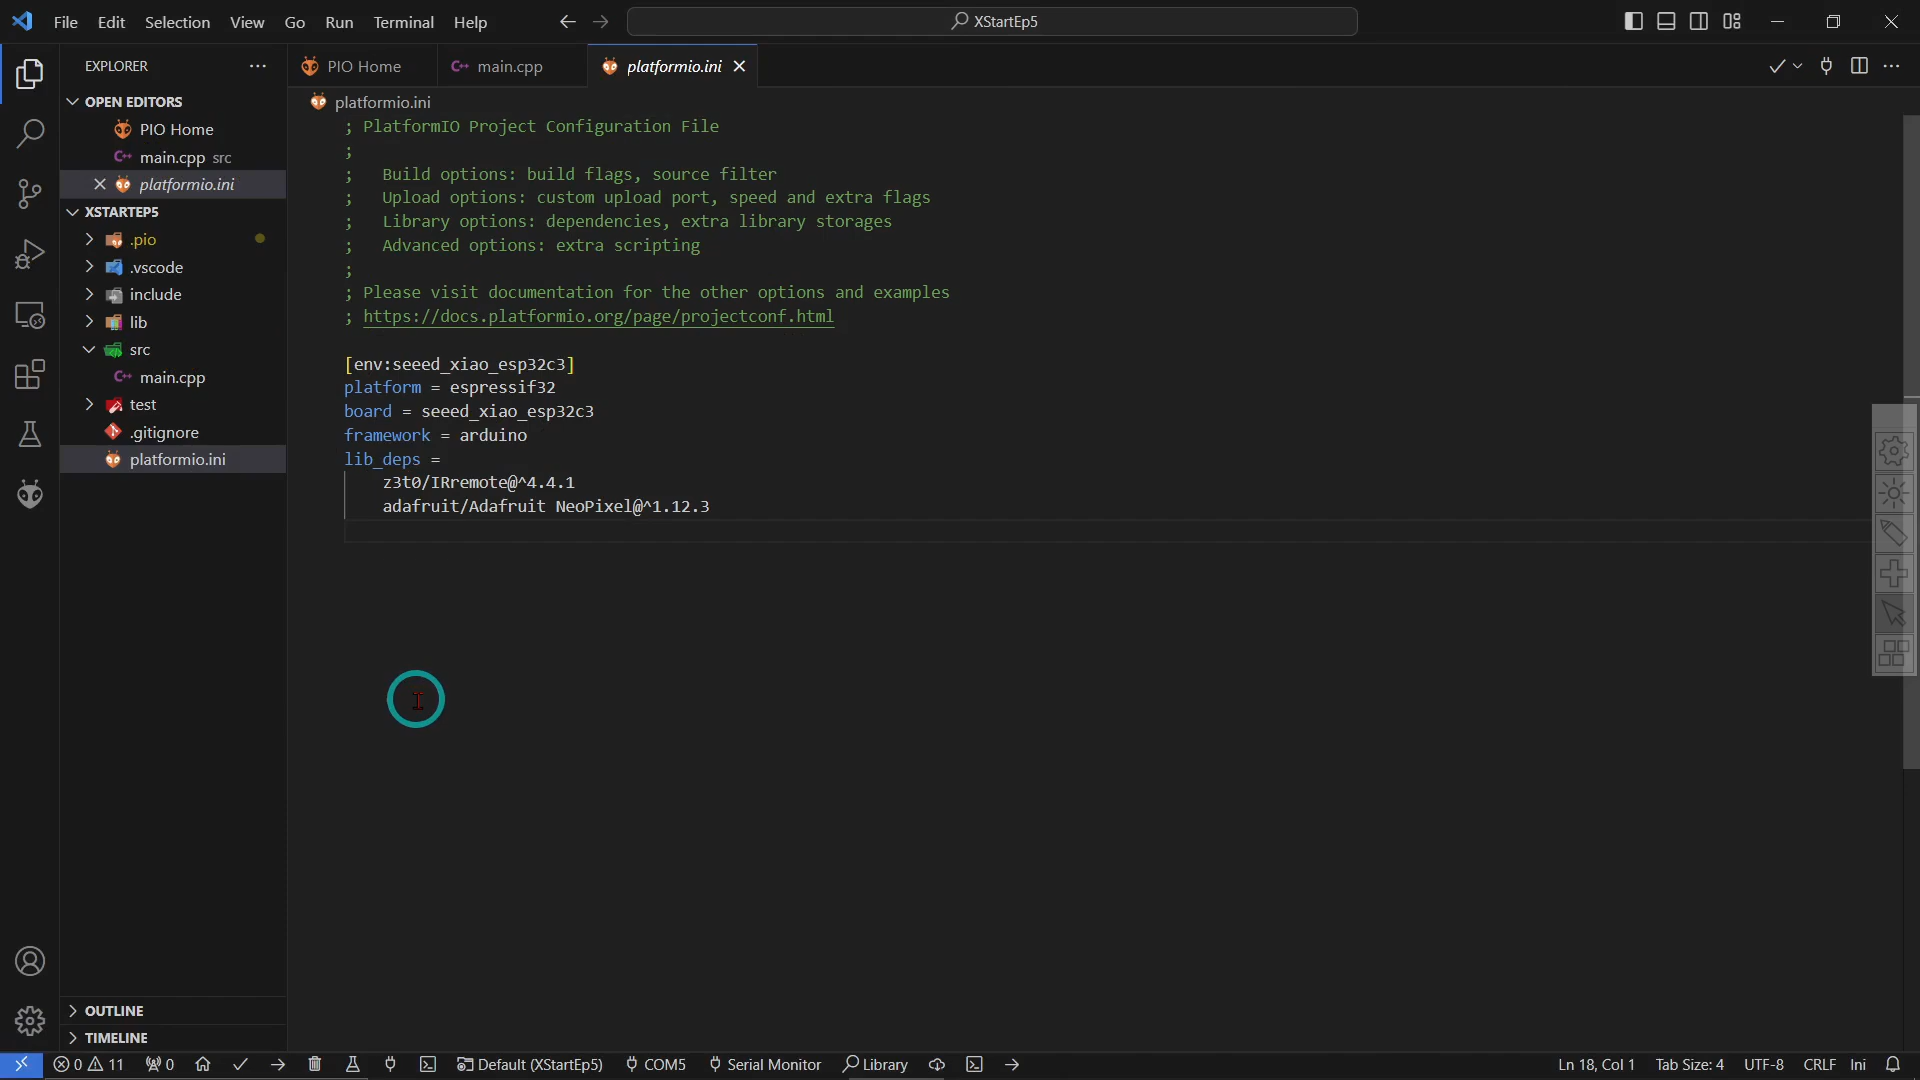 File Edit Selection View Go Run Terminal Help
XStartEp5
EXPLORER
OPEN EDITORS
PIO Home
main.cpp src
platformio.ini
XSTARTEP5
.pio
.vscode
include
lib
src
main.cpp
test
.gitignore
platformio.ini
OUTLINE
TIMELINE
PIO Home
main.cpp
platformio.ini
platformio.ini
; PlatformIO Project Configuration File
;
; Build options: build flags, source filter
; Upload options: custom upload port, speed and extra flags
; Library options: dependencies, extra library storages
; Advanced options: extra scripting
;
; Please visit documentation for the other options and examples
; https://docs.platformio.org/page/projectconf.html
[env:seeed_xiao_esp32c3]
platform = espressif32
board = seeed_xiao_esp32c3
framework = arduino
lib_deps =
z3t0/IRremote@^4.4.1
adafruit/Adafruit NeoPixel@^1.12.3
0 11 0 Default (XStartEp5) COM5 Serial Monitor Library Ln 18, Col 1 Tab Size: 4 UTF-8 CRLF Ini